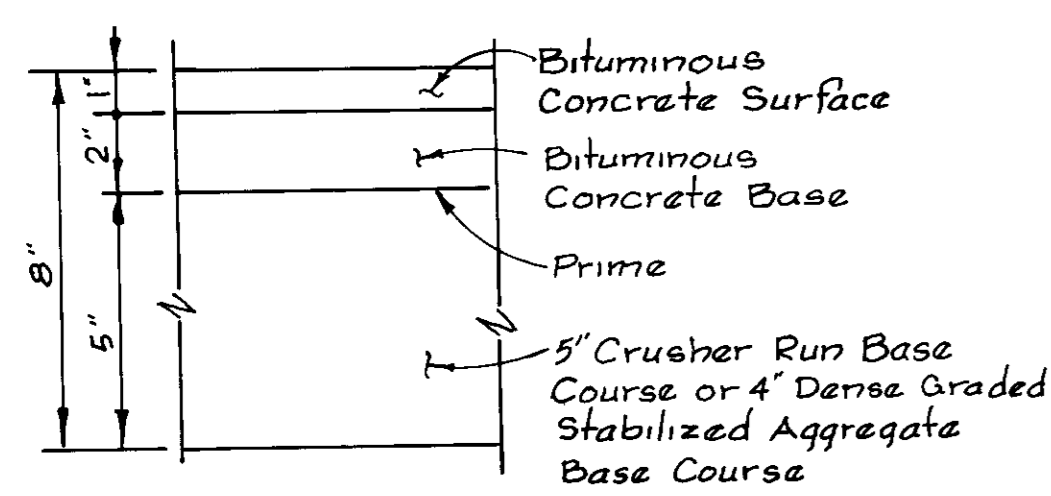 Bituminous
Concrete Surface
Bituminous
Concrete Base
Prime
5" Crusher Run Base
Course or 4" Dense Graded
Stabilized Aggregate
Base Course
1"
2"
8"
5"